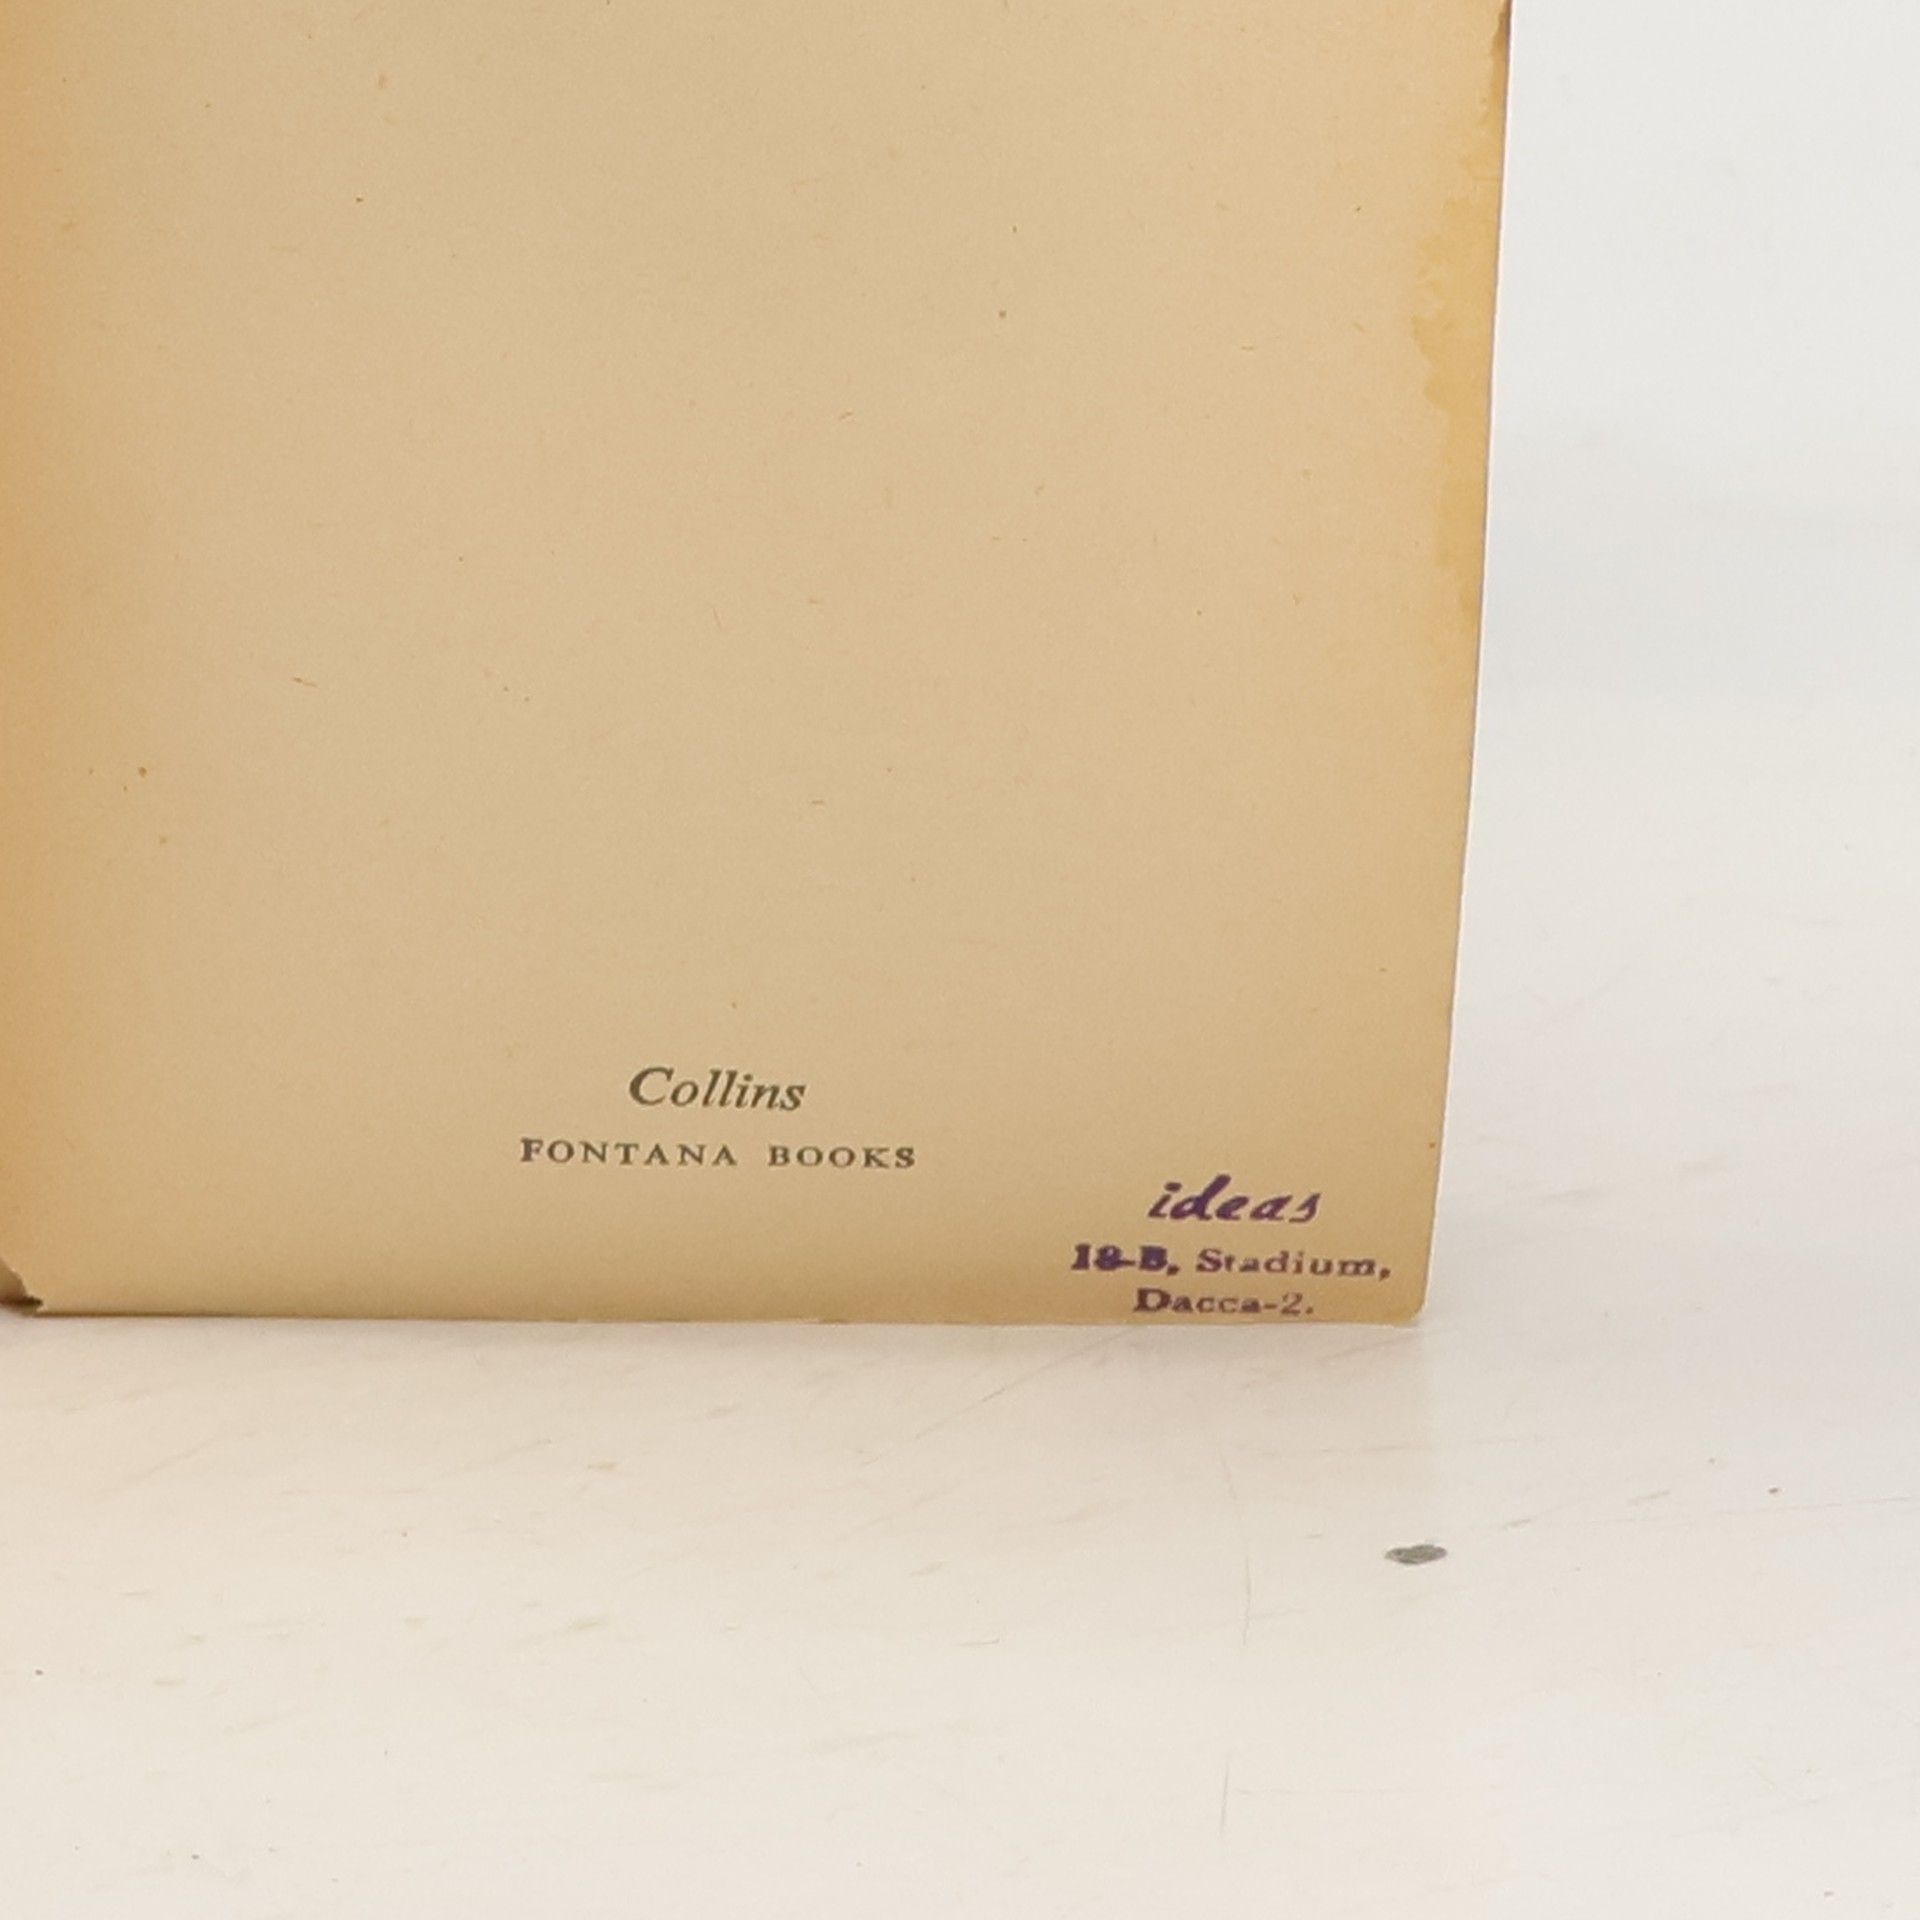 Collins
FONTANA BOOKS
ideas
18-B, Stadium,
Dacca-2.